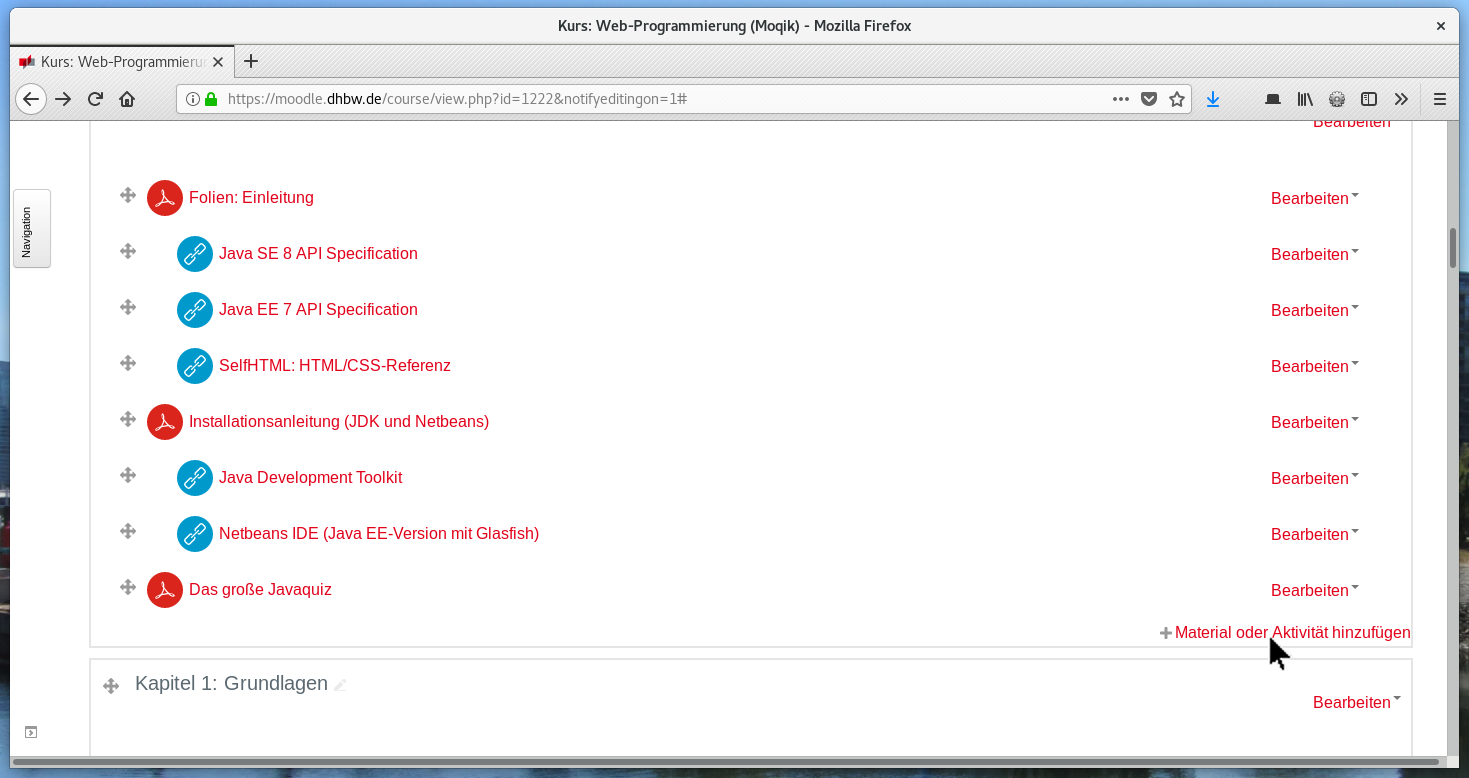 Kurs: Web-Programmierung (Moqik) - Mozilla Firefox
Kurs: Web-Programmierun
https://moodle.dhbw.de/course/view.php?id=1222&notifyeditingon=1#
Bearbeiten
Navigation
Folien: Einleitung Bearbeiten
Java SE 8 API Specification Bearbeiten
Java EE 7 API Specification Bearbeiten
SelfHTML: HTML/CSS-Referenz Bearbeiten
Installationsanleitung (JDK und Netbeans) Bearbeiten
Java Development Toolkit Bearbeiten
Netbeans IDE (Java EE-Version mit Glasfish) Bearbeiten
Das große Javaquiz Bearbeiten
Material oder Aktivität hinzufügen
Kapitel 1: Grundlagen
Bearbeiten